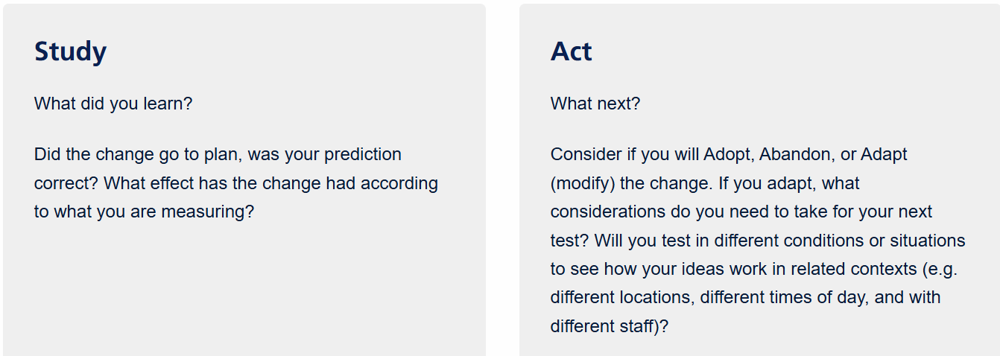 Study
What did you learn?
Did the change go to plan, was your prediction
correct? What effect has the change had according
to what you are measuring?
Act
What next?
Consider if you will Adopt, Abandon, or Adapt
(modify) the change. If you adapt, what
considerations do you need to take for your next
test? Will you test in different conditions or situations
to see how your ideas work in related contexts (e.g.
different locations, different times of day, and with
different staff)?